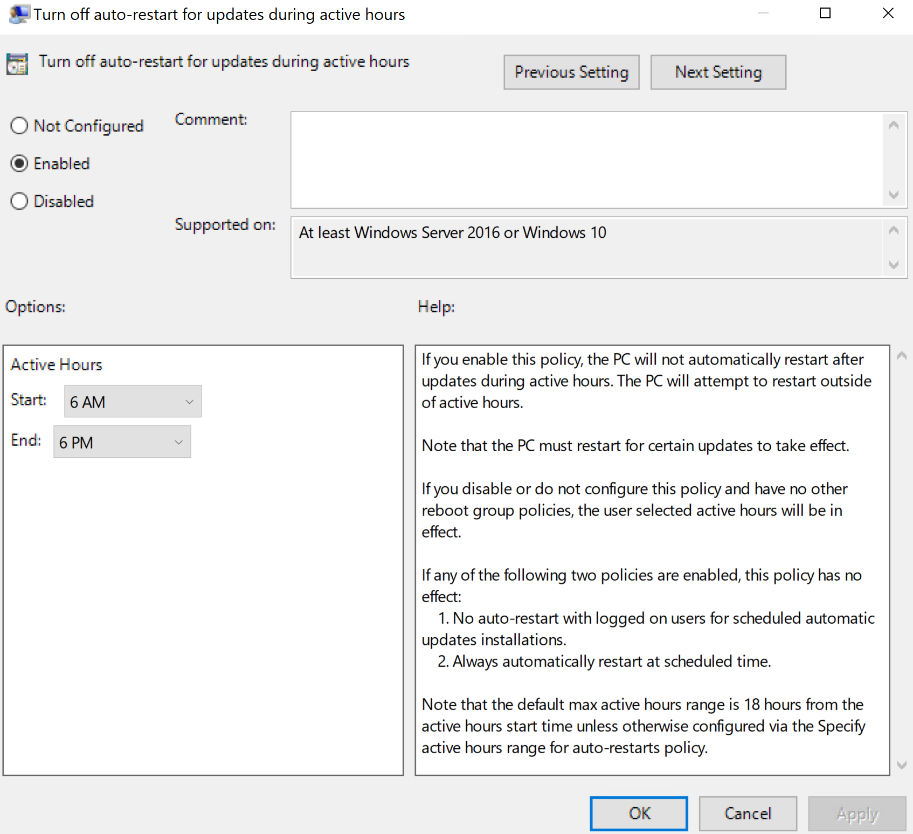 Turn off auto-restart for updates during active hours
Turn off auto-restart for updates during active hours
Previous Setting
Next Setting
Not Configured
Enabled
Disabled
Comment:
Supported on:
At least Windows Server 2016 or Windows 10
Options:
Help:
Active Hours
Start:
6 AM
End:
6 PM
If you enable this policy, the PC will not automatically restart after
updates during active hours. The PC will attempt to restart outside
of active hours.
Note that the PC must restart for certain updates to take effect.
If you disable or do not configure this policy and have no other
reboot group policies, the user selected active hours will be in
effect.
If any of the following two policies are enabled, this policy has no
effect:
1. No auto-restart with logged on users for scheduled automatic
updates installations.
2. Always automatically restart at scheduled time.
Note that the default max active hours range is 18 hours from the
active hours start time unless otherwise configured via the Specify
active hours range for auto-restarts policy.
OK
Cancel
Apply